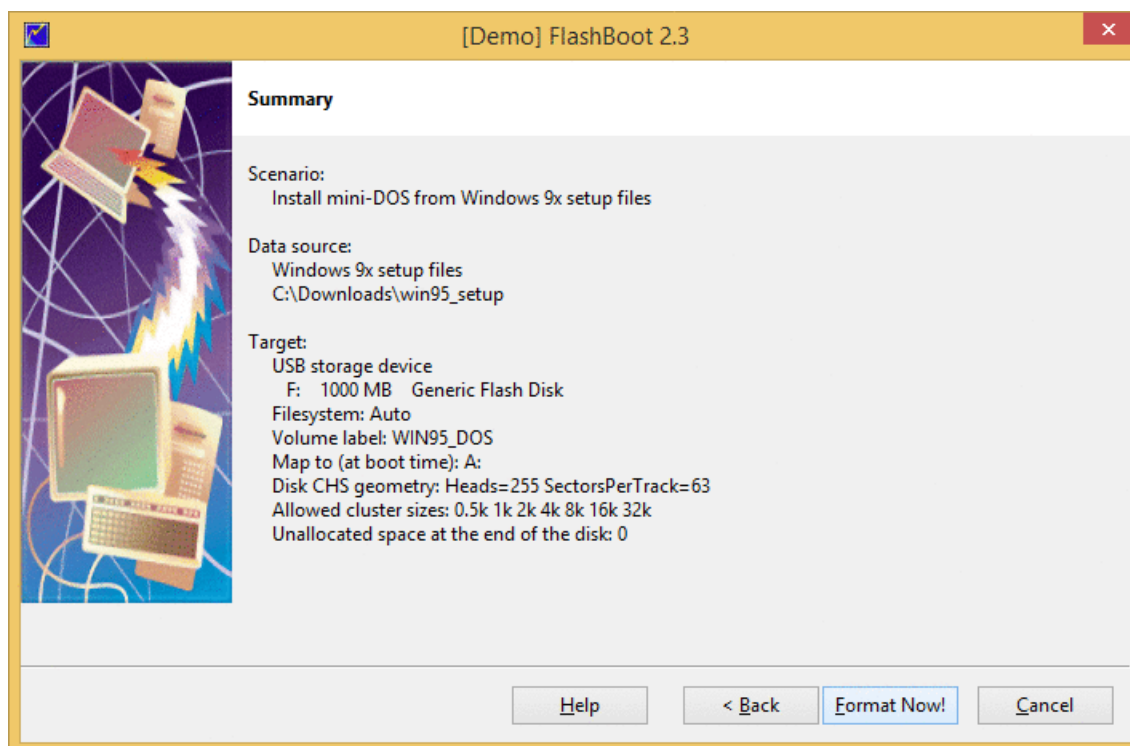 [Demo] FlashBoot 2.3
Summary
Scenario:
Install mini-DOS from Windows 9x setup files
Data source:
Windows 9x setup files
C:\Downloads\win95_setup
Target:
USB storage device
F: 1000 MB Generic Flash Disk
Filesystem: Auto
Volume label: WIN95_DOS
Map to (at boot time): A:
Disk CHS geometry: Heads=255 SectorsPerTrack=63
Allowed cluster sizes: 0.5k 1k 2k 4k 8k 16k 32k
Unallocated space at the end of the disk: 0
Help < Back Format Now! Cancel